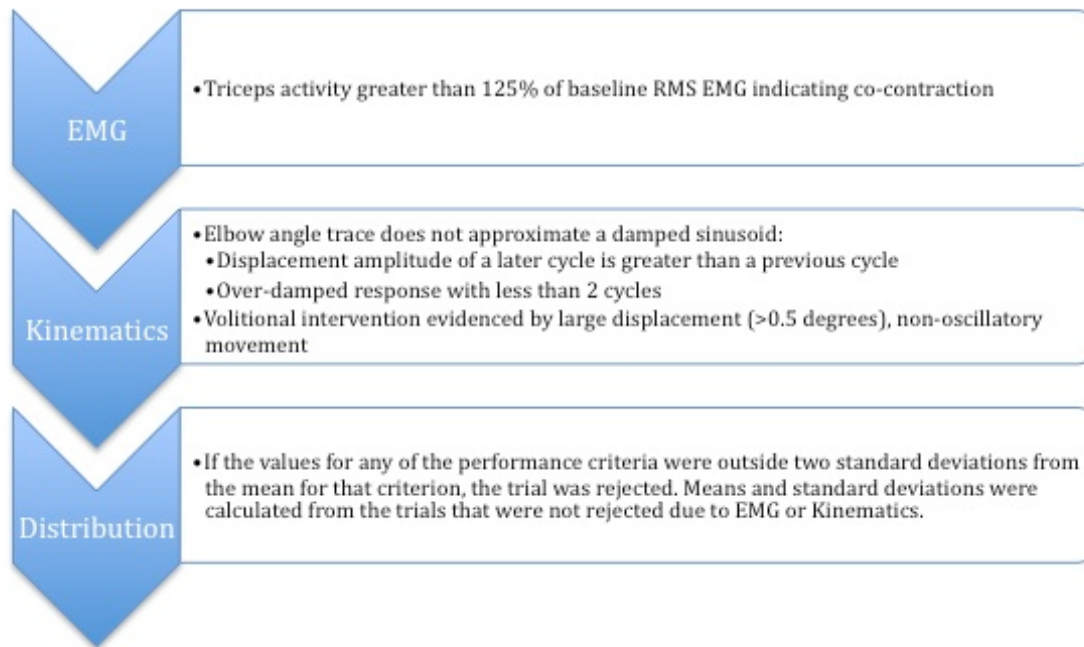 EMG
•Triceps activity greater than 125% of baseline RMS EMG indicating co-contraction
Kinematics
•Elbow angle trace does not approximate a damped sinusoid:
•Displacement amplitude of a later cycle is greater than a previous cycle
•Over-damped response with less than 2 cycles
•Volitional intervention evidenced by large displacement (>0.5 degrees), non-oscillatory
movement
Distribution
•If the values for any of the performance criteria were outside two standard deviations from
the mean for that criterion, the trial was rejected. Means and standard deviations were
calculated from the trials that were not rejected due to EMG or Kinematics.